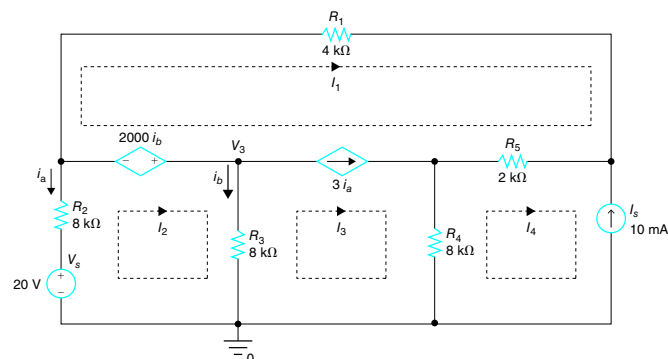 R1
4 kΩ
I1
2000 ib
− +
V3
R5
2 kΩ
ia
ib
3 ia
R2
8 kΩ
I2
R3
8 kΩ
I3
R4
8 kΩ
I4
Is
10 mA
Vs
20 V
+
−
0